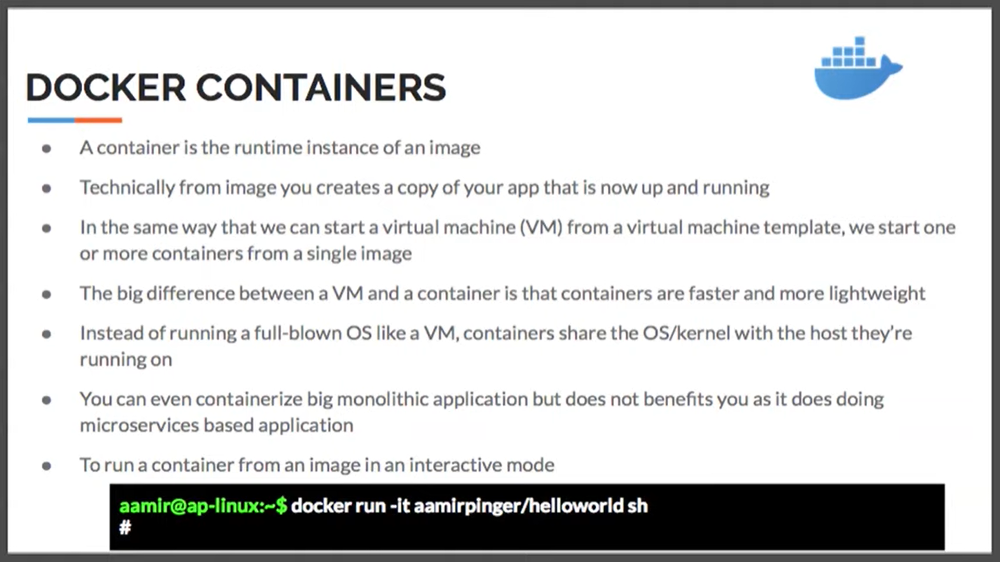 DOCKER CONTAINERS
● A container is the runtime instance of an image
● Technically from image you creates a copy of your app that is now up and running
● In the same way that we can start a virtual machine (VM) from a virtual machine template, we start one
or more containers from a single image
● The big difference between a VM and a container is that containers are faster and more lightweight
● Instead of running a full-blown OS like a VM, containers share the OS/kernel with the host they’re
running on
● You can even containerize big monolithic application but does not benefits you as it does doing
microservices based application
● To run a container from an image in an interactive mode
aamir@ap-linux:~$ docker run -it aamirpinger/helloworld sh
#